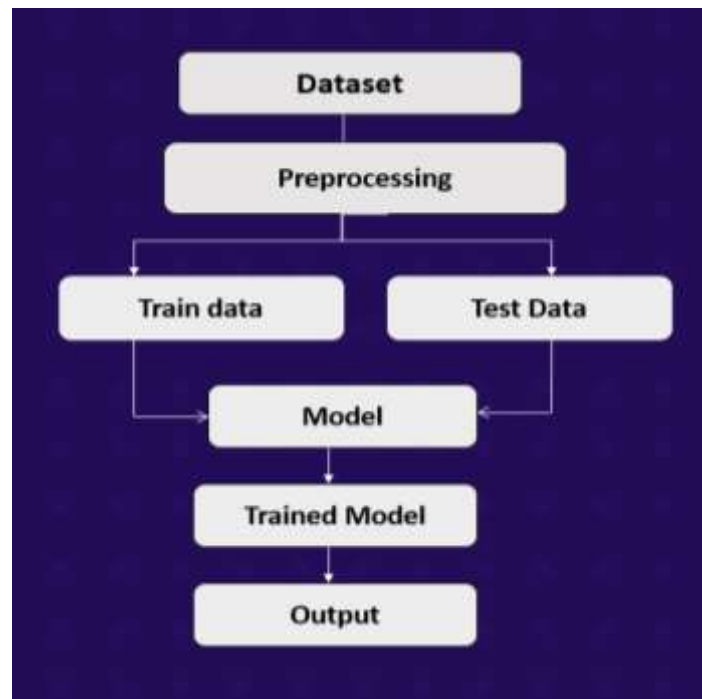 Dataset
Preprocessing
Train data
Test Data
Model
Trained Model
Output